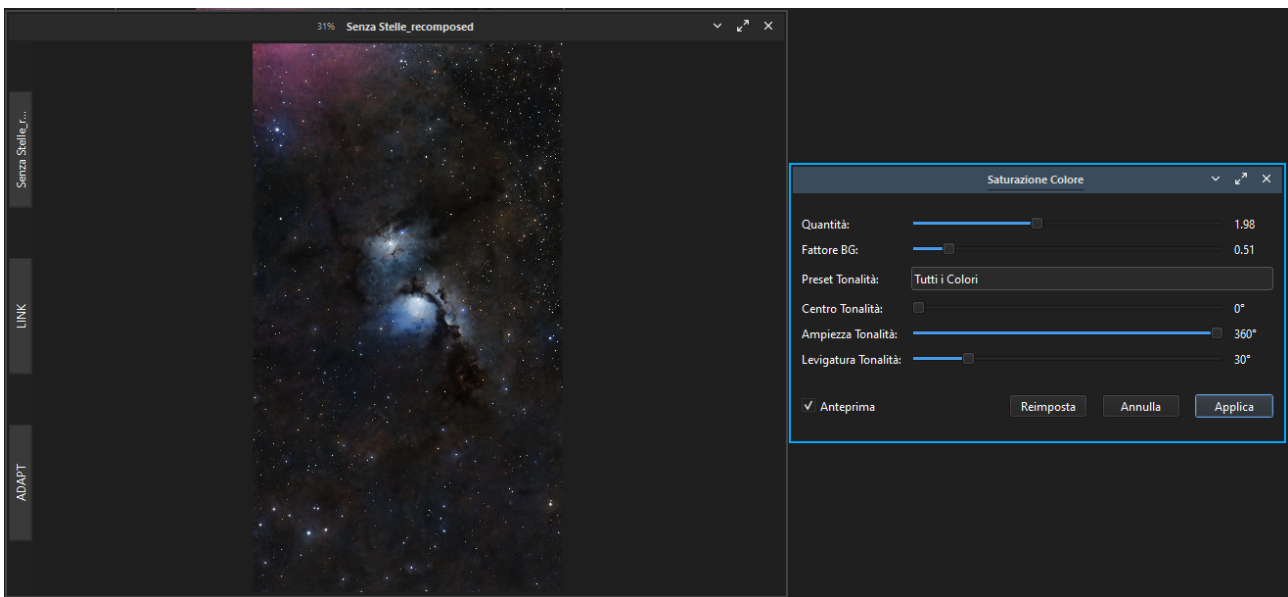 31% Senza Stelle_recomposed
Senza Stelle_r...
LINK
ADAPT
Saturazione Colore
Quantità: 1.98
Fattore BG: 0.51
Preset Tonalità: Tutti i Colori
Centro Tonalità: 0°
Ampiezza Tonalità: 360°
Levigatura Tonalità: 30°
Anteprima Reimposta Annulla Applica